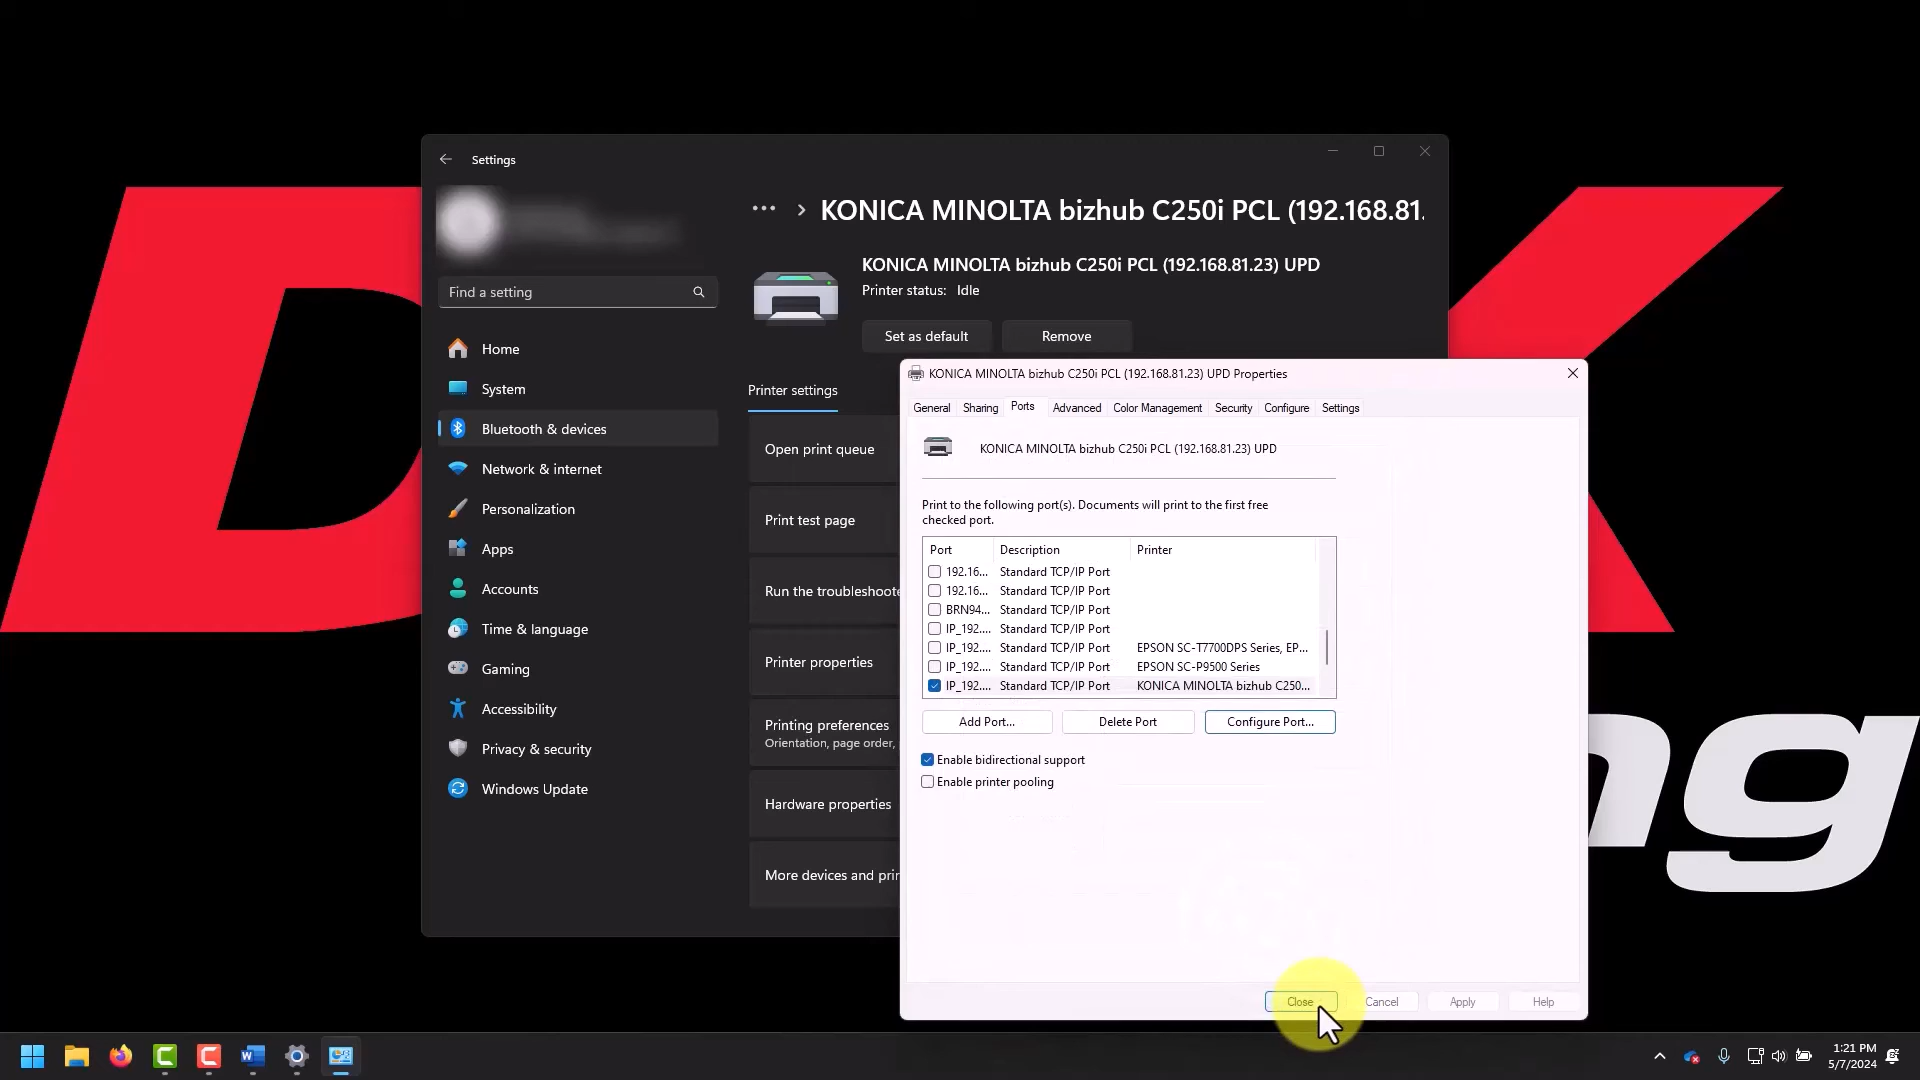 Settings
KONICA MINOLTA bizhub C250i PCL (192.168.81.
KONICA MINOLTA bizhub C250i PCL (192.168.81.23) UPD
Printer status: Idle
Find a setting
Set as default
Remove
Home
System
Bluetooth & devices
Network & internet
Personalization
Apps
Accounts
Time & language
Gaming
Accessibility
Privacy & security
Windows Update
Printer settings
Open print queue
Print test page
Run the troubleshoote
Printer properties
Printing preferences
Orientation, page order,
Hardware properties
More devices and prin
KONICA MINOLTA bizhub C250i PCL (192.168.81.23) UPD Properties
General Sharing Ports Advanced Color Management Security Configure Settings
KONICA MINOLTA bizhub C250i PCL (192.168.81.23) UPD
Print to the following port(s). Documents will print to the first free
checked port.
Port Description Printer
192.16... Standard TCP/IP Port
192.16... Standard TCP/IP Port
BRN94... Standard TCP/IP Port
IP_192.... Standard TCP/IP Port
IP_192.... Standard TCP/IP Port EPSON SC-T7700DPS Series, EP...
IP_192.... Standard TCP/IP Port EPSON SC-P9500 Series
IP_192.... Standard TCP/IP Port KONICA MINOLTA bizhub C250...
Add Port...
Delete Port
Configure Port...
Enable bidirectional support
Enable printer pooling
Close
Cancel
Apply
Help
D
K
ng
1:21 PM
5/7/2024